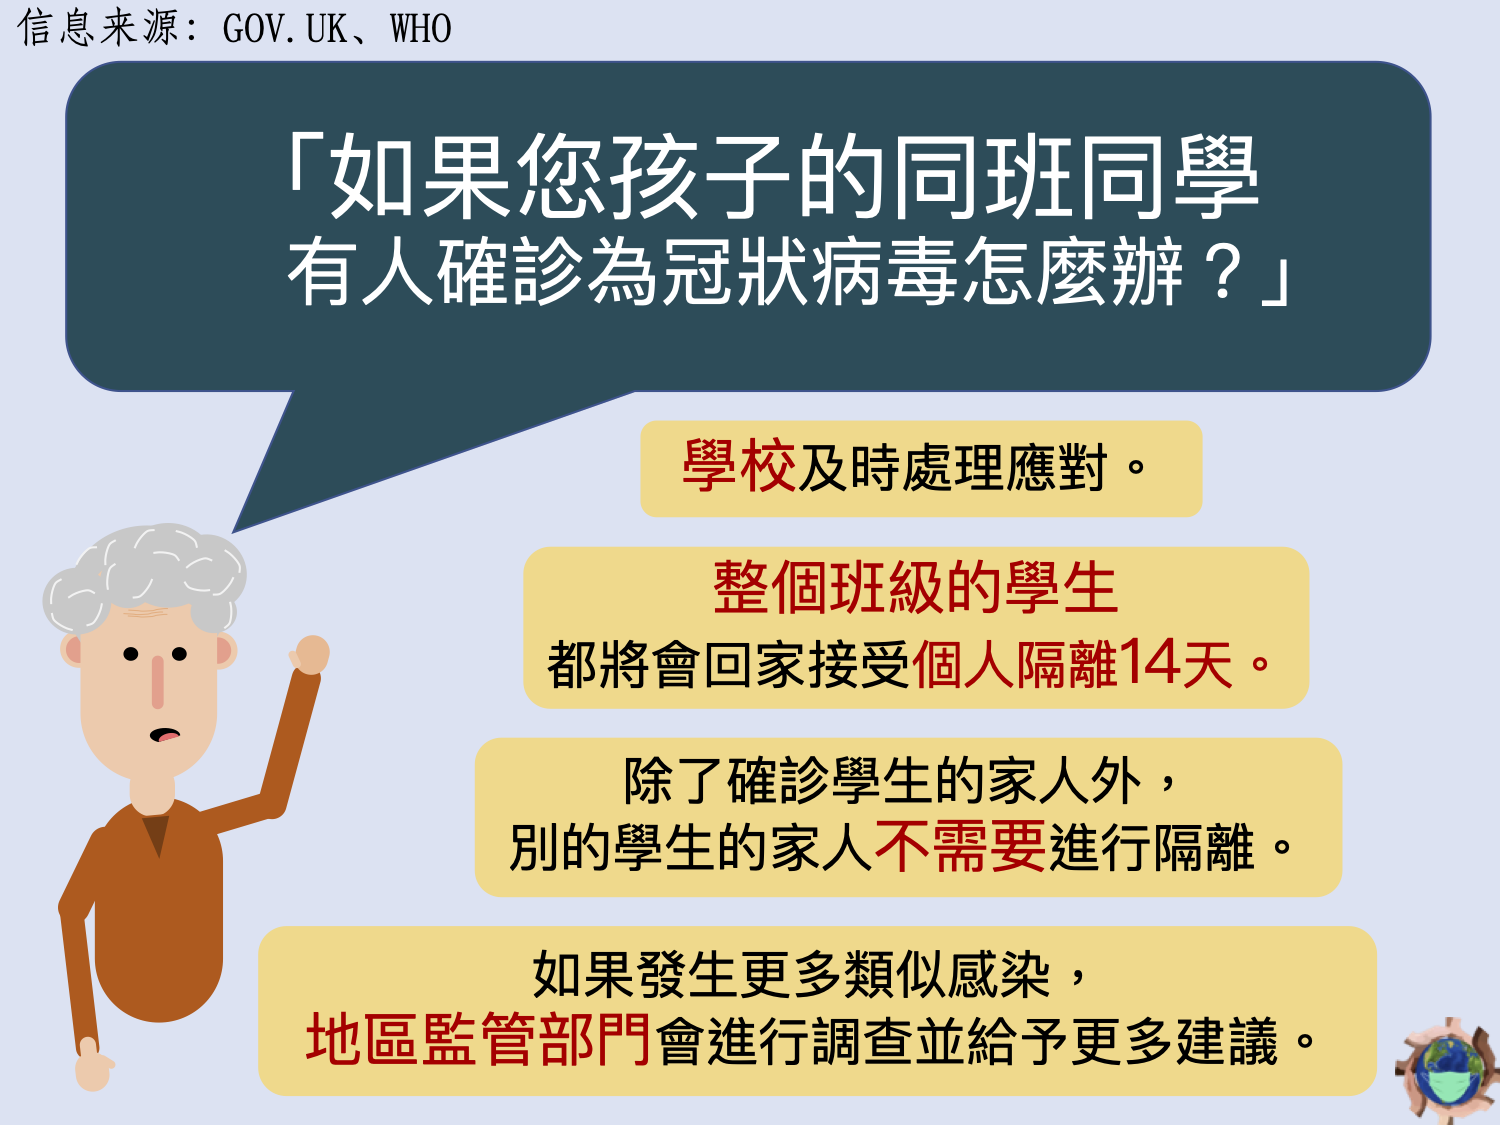 信息来源：GOV.UK、WHO
「如果您孩子的同班同學
有人確診為冠狀病毒怎麼辦？」
學校及時處理應對。
整個班級的學生
都將會回家接受個人隔離14天。
除了確診學生的家人外，
別的學生的家人不需要進行隔離。
如果發生更多類似感染，
地區監管部門會進行調查並給予更多建議。